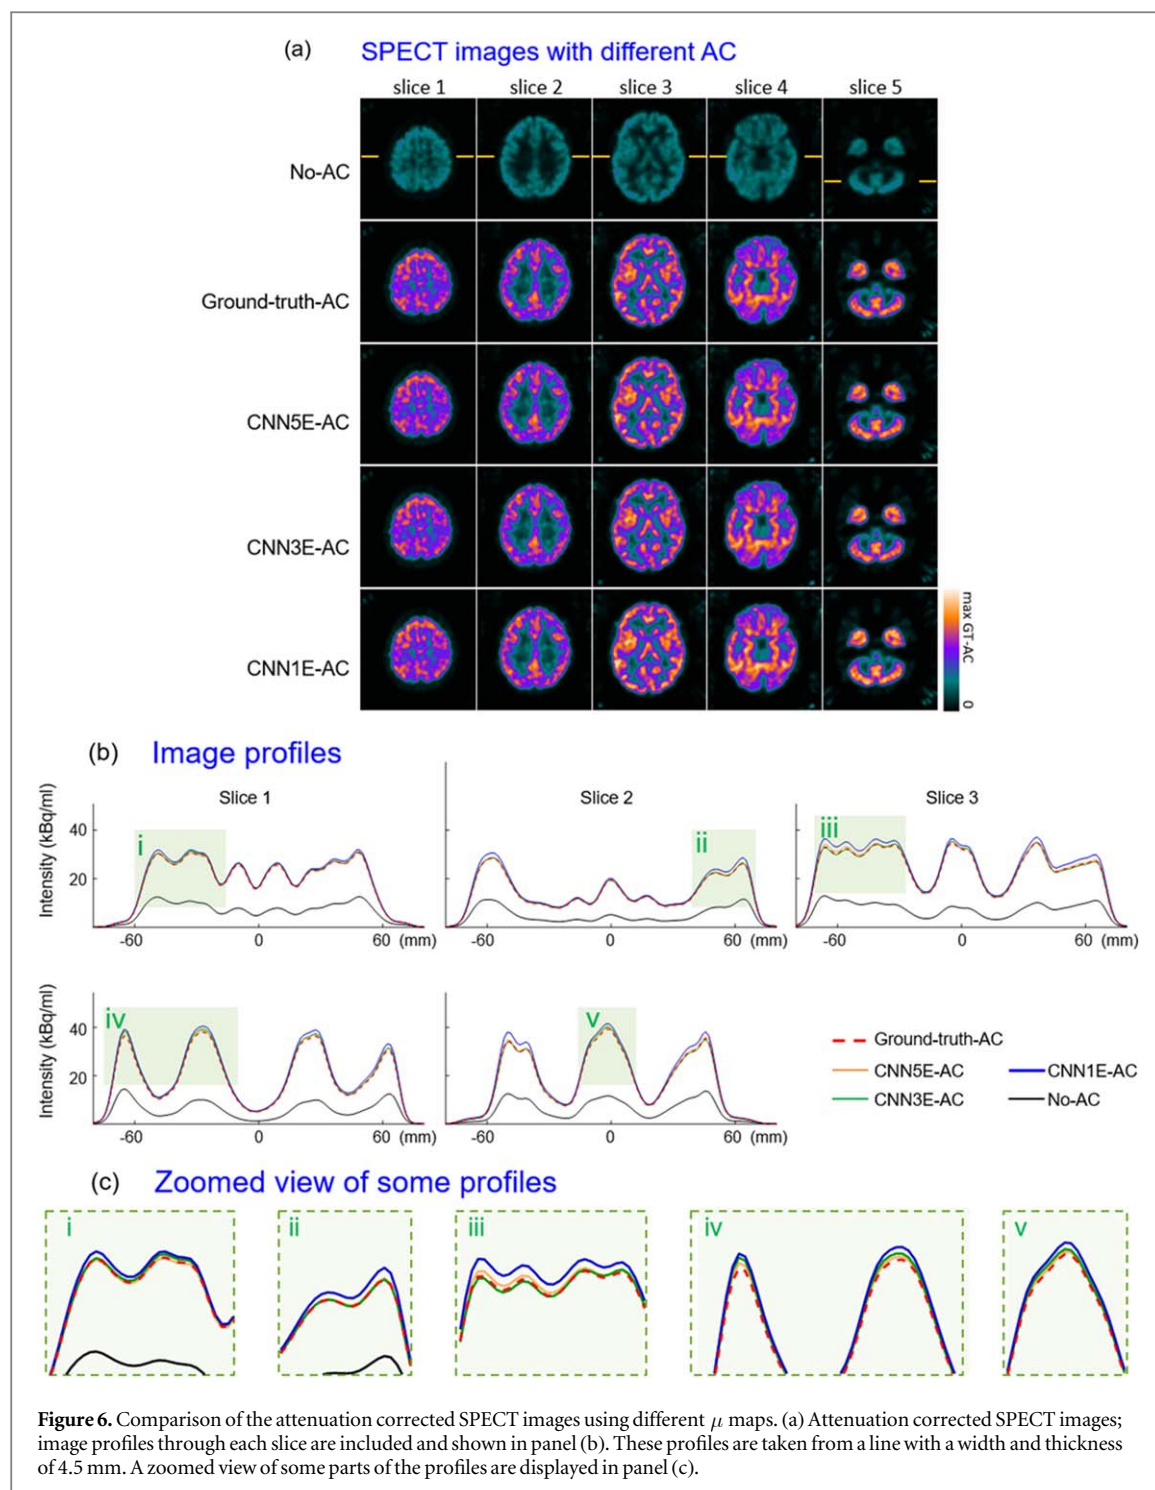 (a) SPECT images with different AC
slice 1 slice 2 slice 3 slice 4 slice 5
No-AC
Ground-truth-AC
CNN5E-AC
CNN3E-AC
CNN1E-AC
max GT-AC
0
(b) Image profiles
Slice 1 Slice 2 Slice 3
Intensity (kBq/ml)
40
20
i ii iii
-60 0 60 (mm) -60 0 60 (mm) -60 0 60 (mm)
Intensity (kBq/ml)
40
20
iv v
-60 0 60 (mm) -60 0 60 (mm)
Ground-truth-AC
CNN5E-AC CNN1E-AC
CNN3E-AC No-AC
(c) Zoomed view of some profiles
i ii iii iv v
Figure 6. Comparison of the attenuation corrected SPECT images using different μ maps. (a) Attenuation corrected SPECT images;
image profiles through each slice are included and shown in panel (b). These profiles are taken from a line with a width and thickness
of 4.5 mm. A zoomed view of some parts of the profiles are displayed in panel (c).